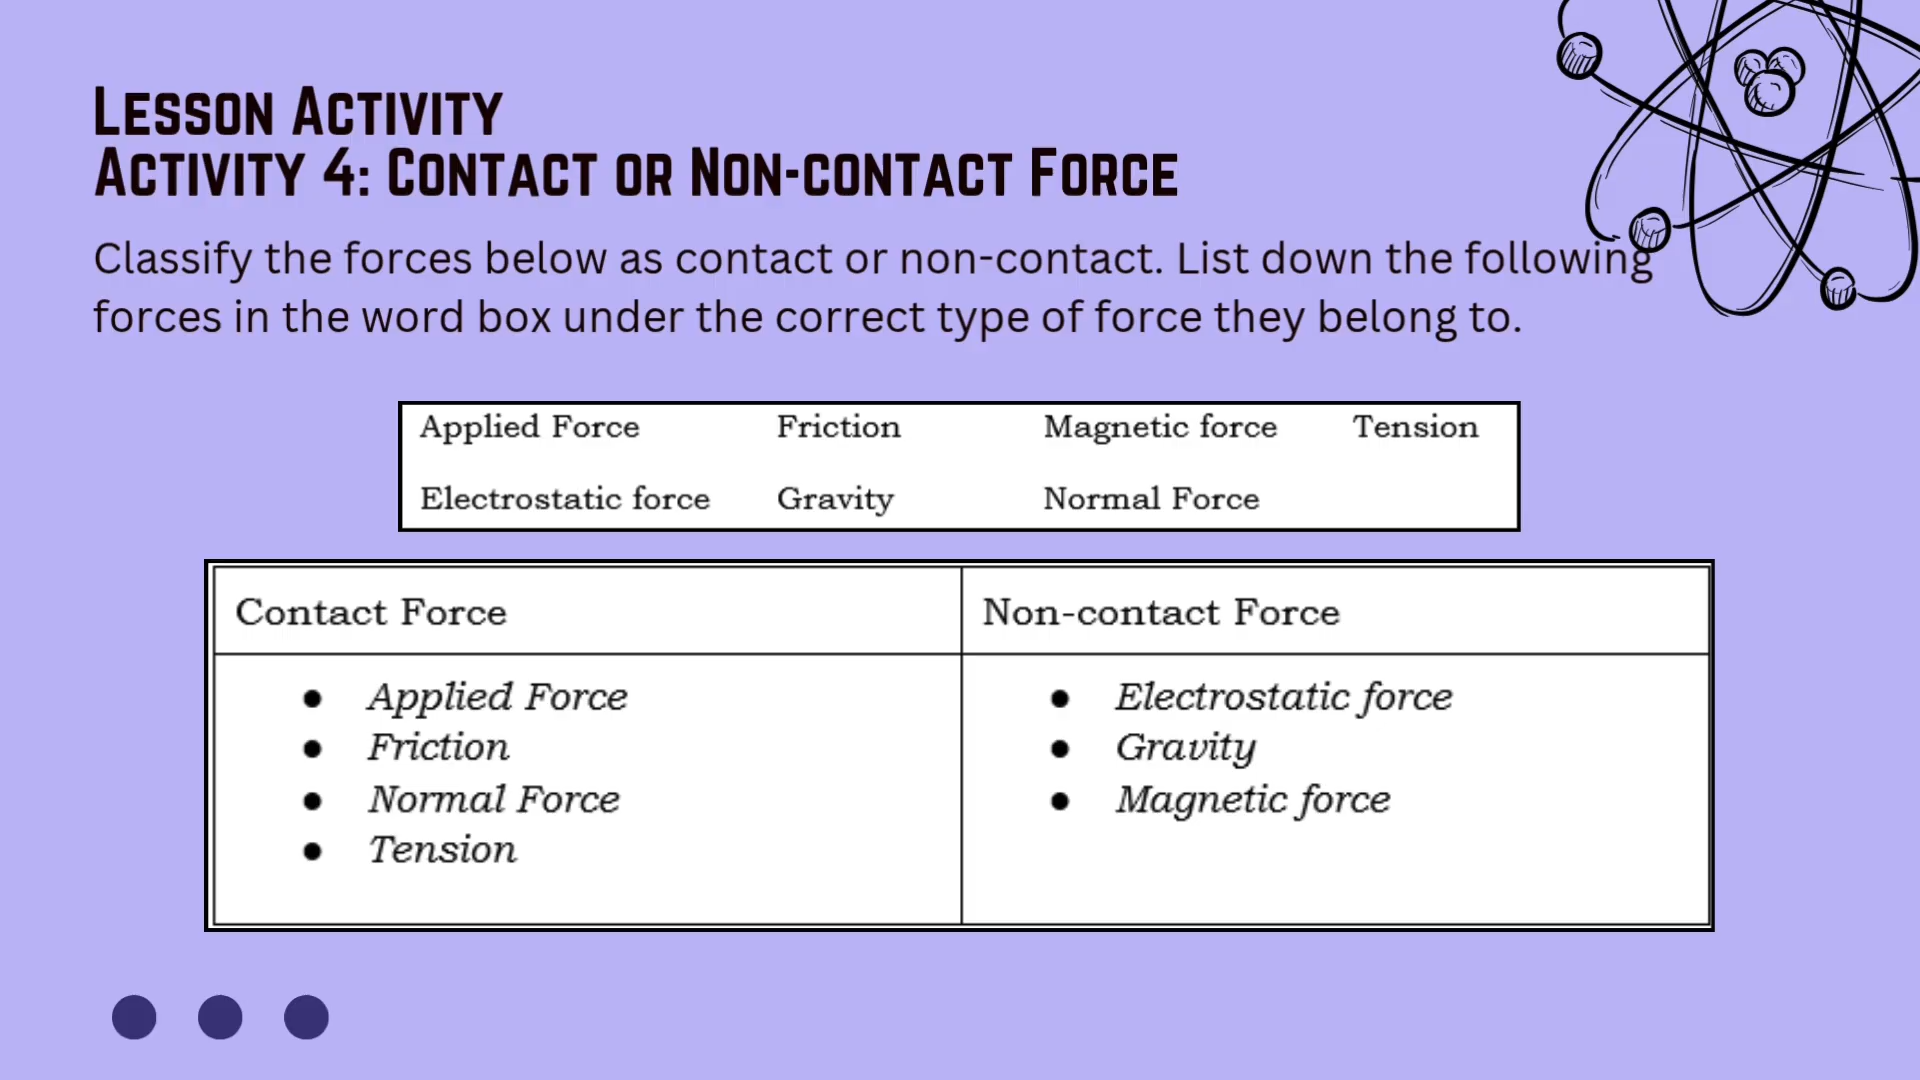 Lesson Activity
Activity 4: Contact or Non-contact Force
Classify the forces below as contact or non-contact. List down the following
forces in the word box under the correct type of force they belong to.
Applied Force Friction Magnetic force Tension
Electrostatic force Gravity Normal Force
Contact Force Non-contact Force
● Applied Force ● Electrostatic force
● Friction ● Gravity
● Normal Force ● Magnetic force
● Tension